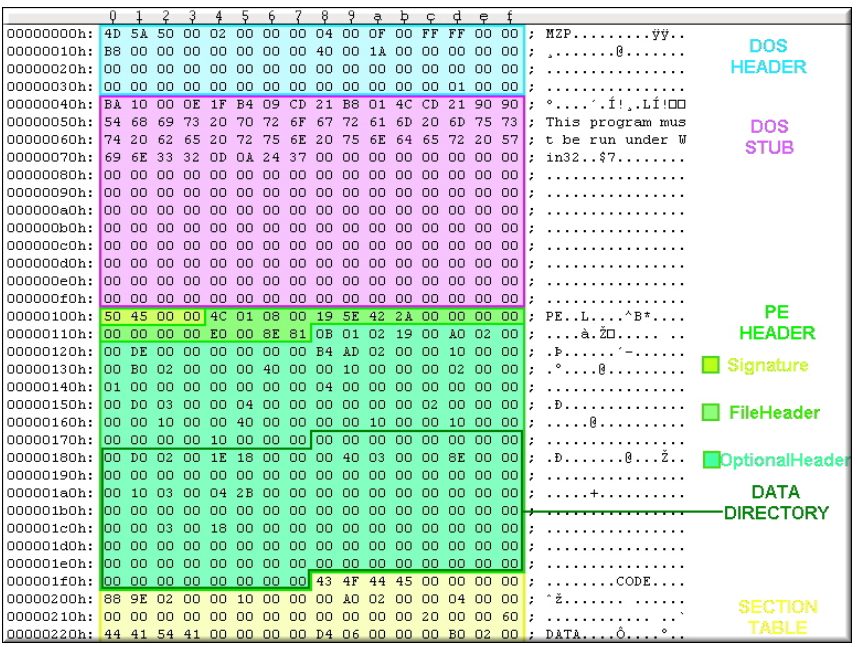 0 1 2 3 4 5 6 7 8 9 a b c d e f
00000000h: 4D 5A 50 00 02 00 00 00 04 00 0F 00 FF FF 00 00 ; MZP.........ÿÿ..
00000010h: B8 00 00 00 00 00 00 00 40 00 1A 00 00 00 00 00 ; ¸.......@.......
DOS
00000020h: 00 00 00 00 00 00 00 00 00 00 00 00 00 00 00 00 ; ................
HEADER
00000030h: 00 00 00 00 00 00 00 00 00 00 00 00 00 01 00 00 ; ................
00000040h: BA 10 00 0E 1F B4 09 CD 21 B8 01 4C CD 21 90 90 ; º....´.Í!¸.LÍ!□□
00000050h: 54 68 69 73 20 70 72 6F 67 72 61 6D 20 6D 75 73 ; This program mus
DOS
00000060h: 74 20 62 65 20 72 75 6E 20 75 6E 64 65 72 20 57 ; t be run under W
STUB
00000070h: 69 6E 33 32 0D 0A 24 37 00 00 00 00 00 00 00 00 ; in32..$7........
00000080h: 00 00 00 00 00 00 00 00 00 00 00 00 00 00 00 00 ; ................
00000090h: 00 00 00 00 00 00 00 00 00 00 00 00 00 00 00 00 ; ................
000000a0h: 00 00 00 00 00 00 00 00 00 00 00 00 00 00 00 00 ; ................
000000b0h: 00 00 00 00 00 00 00 00 00 00 00 00 00 00 00 00 ; ................
000000c0h: 00 00 00 00 00 00 00 00 00 00 00 00 00 00 00 00 ; ................
000000d0h: 00 00 00 00 00 00 00 00 00 00 00 00 00 00 00 00 ; ................
000000e0h: 00 00 00 00 00 00 00 00 00 00 00 00 00 00 00 00 ; ................
000000f0h: 00 00 00 00 00 00 00 00 00 00 00 00 00 00 00 00 ; ................
00000100h: 50 45 00 00 4C 01 08 00 19 5E 42 2A 00 00 00 00 ; PE..L....^B*....
PE
00000110h: 00 00 00 00 E0 00 8E 81 0B 01 02 19 00 A0 02 00 ; ....à.Ž□..... ..
HEADER
00000120h: 00 DE 00 00 00 00 00 00 B4 AD 02 00 00 10 00 00 ; .Þ......´-......
00000130h: 00 B0 02 00 00 00 40 00 00 10 00 00 00 02 00 00 ; .°....@.........
Signature
00000140h: 01 00 00 00 00 00 00 00 04 00 00 00 00 00 00 00 ; ................
00000150h: 00 D0 03 00 00 04 00 00 00 00 00 00 02 00 00 00 ; .Ð..............
FileHeader
00000160h: 00 00 10 00 00 40 00 00 00 00 10 00 00 10 00 00 ; .....@..........
00000170h: 00 00 00 00 10 00 00 00 00 00 00 00 00 00 00 00 ; ................
00000180h: 00 D0 02 00 1E 18 00 00 00 40 03 00 00 8E 00 00 ; .Ð.......@...Ž..
OptionalHeader
00000190h: 00 00 00 00 00 00 00 00 00 00 00 00 00 00 00 00 ; ................
000001a0h: 00 10 03 00 04 2B 00 00 00 00 00 00 00 00 00 00 ; .....+..........
DATA
000001b0h: 00 00 00 00 00 00 00 00 00 00 00 00 00 00 00 00 ; ................
DIRECTORY
000001c0h: 00 00 03 00 18 00 00 00 00 00 00 00 00 00 00 00 ; ................
000001d0h: 00 00 00 00 00 00 00 00 00 00 00 00 00 00 00 00 ; ................
000001e0h: 00 00 00 00 00 00 00 00 00 00 00 00 00 00 00 00 ; ................
000001f0h: 00 00 00 00 00 00 00 00 43 4F 44 45 00 00 00 00 ; ........CODE....
00000200h: 88 9E 02 00 00 10 00 00 00 A0 02 00 00 04 00 00 ; ˆž....... ......
SECTION
00000210h: 00 00 00 00 00 00 00 00 00 00 00 00 20 00 00 60 ; ............ ..`
TABLE
00000220h: 44 41 54 41 00 00 00 00 D4 06 00 00 00 B0 02 00 ; DATA....Ô....°..